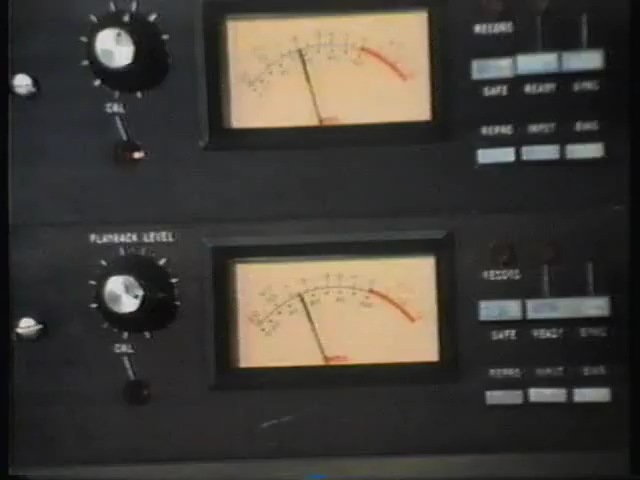 RECORD
SAFE READY SYNC
CAL
REPRO INPUT BIAS
PLAYBACK LEVEL
RECORD
SAFE READY SYNC
CAL
REPRO INPUT BIAS